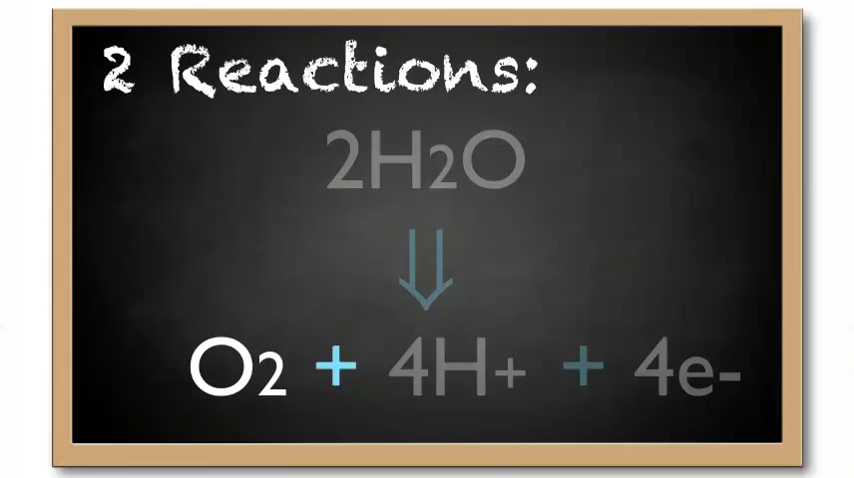 2 Reactions:
2H2O
⇓
O2 + 4H+ + 4e-